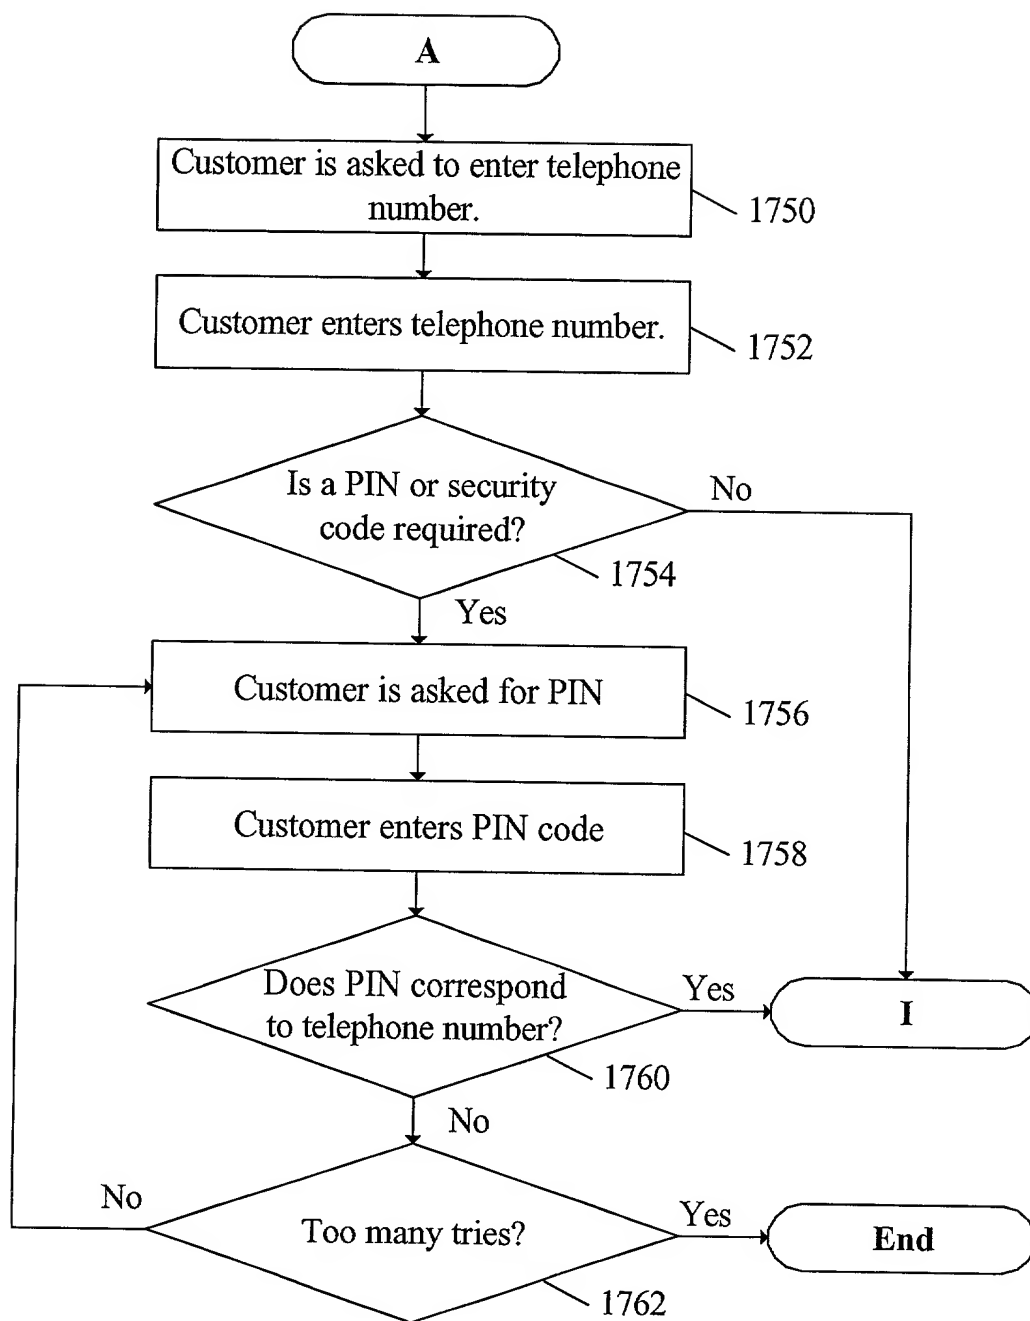 A
Customer is asked to enter telephone
number.
1750
Customer enters telephone number.
1752
Is a PIN or security
code required?
No
1754
Yes
Customer is asked for PIN
1756
Customer enters PIN code
1758
Does PIN correspond
to telephone number?
Yes
I
1760
No
No
Too many tries?
Yes
End
1762